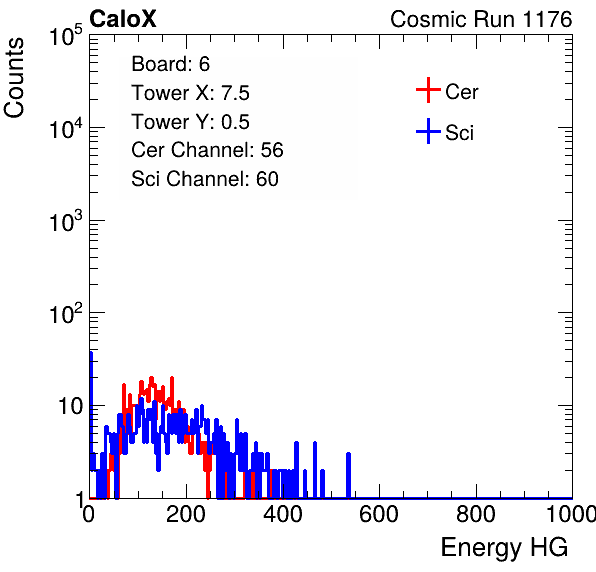 CaloX Cosmic Run 1176
Counts
Board: 6
Tower X: 7.5
Tower Y: 0.5
Cer Channel: 56
Sci Channel: 60
Cer
Sci
10^5
10^4
10^3
10^2
10
1
0 200 400 600 800 1000
Energy HG